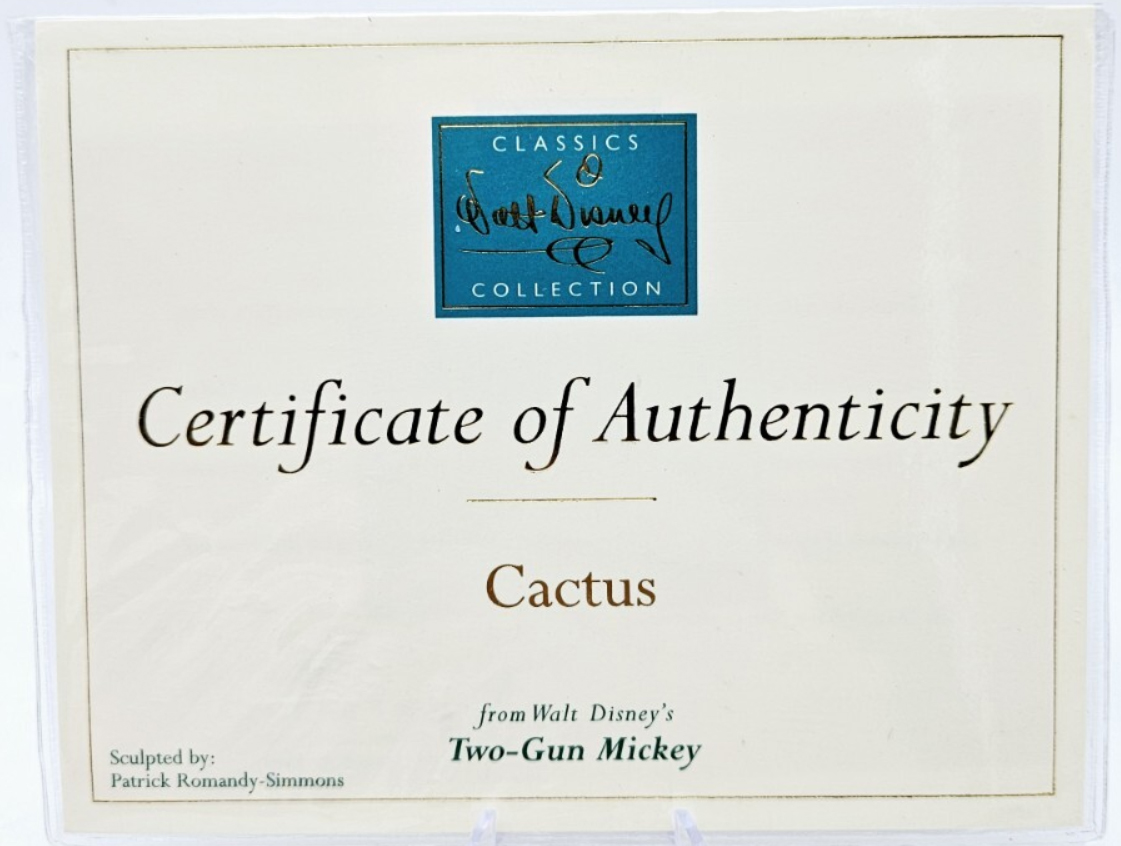 CLASSICS
Walt Disney
COLLECTION
Certificate of Authenticity
Cactus
from Walt Disney's
Two-Gun Mickey
Sculpted by:
Patrick Romandy-Simmons